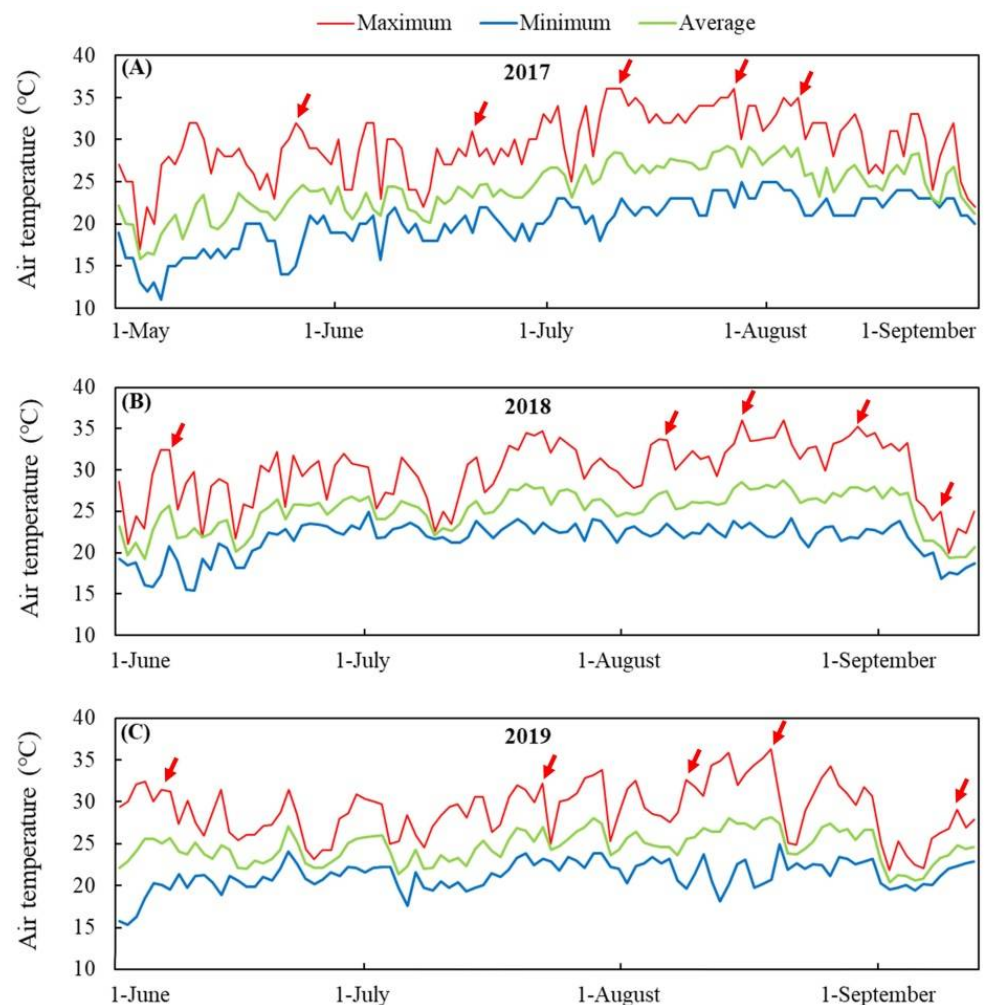 Maximum Minimum Average
Air temperature (°C)
40
35
30
25
20
15
10
(A)
2017
1-May 1-June 1-July 1-August 1-September
Air temperature (°C)
40
35
30
25
20
15
10
(B)
2018
1-June 1-July 1-August 1-September
Air temperature (°C)
40
35
30
25
20
15
10
(C)
2019
1-June 1-July 1-August 1-September